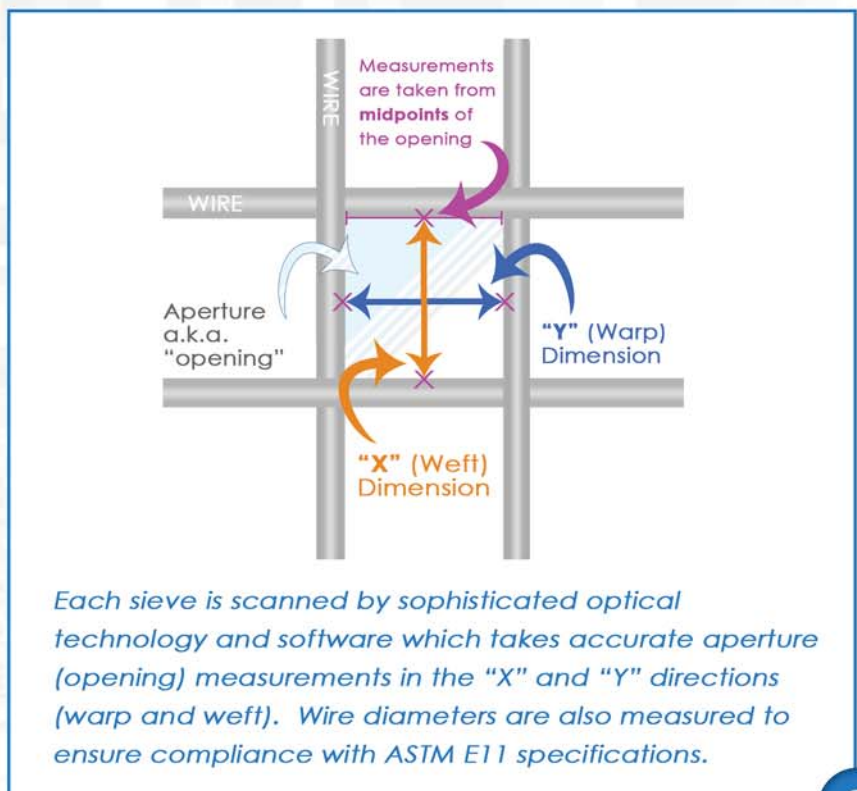 Measurements
are taken from
midpoints of
the opening
WIRE
WIRE
Aperture
a.k.a.
“opening”
“Y” (Warp)
Dimension
“X” (Weft)
Dimension
Each sieve is scanned by sophisticated optical
technology and software which takes accurate aperture
(opening) measurements in the “X” and “Y” directions
(warp and weft). Wire diameters are also measured to
ensure compliance with ASTM E11 specifications.